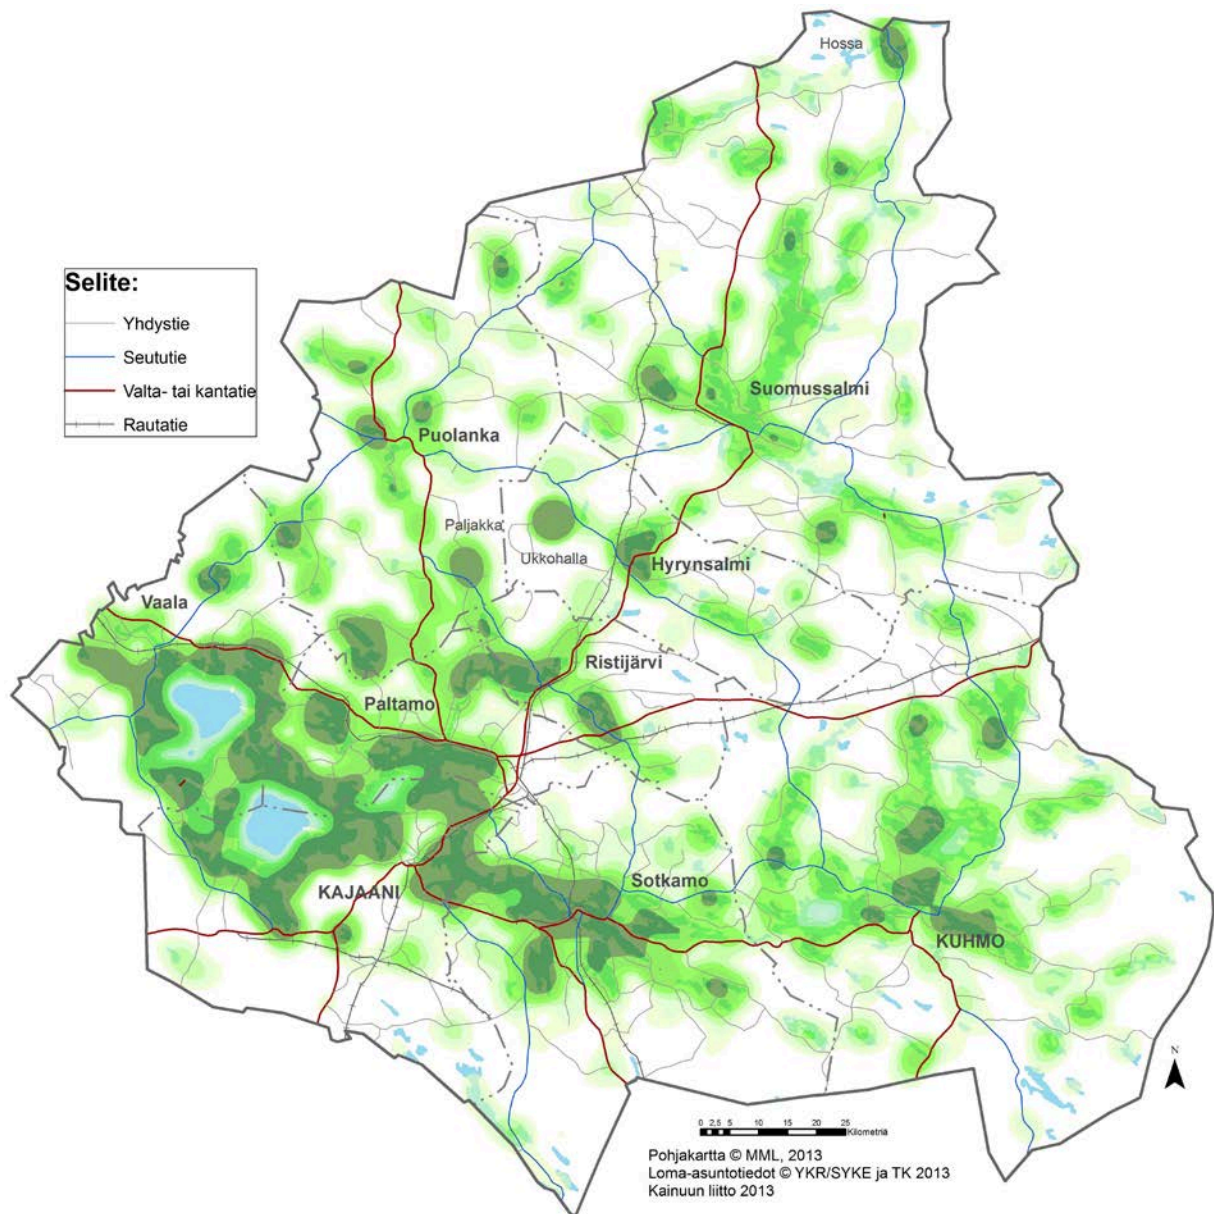 Hossa
Selite:
Yhdystie
Seututie
Valta- tai kantatie
Rautatie
Suomussalmi
Puolanka
Paljakka
Ukkohalla
Hyrynsalmi
Vaala
Ristijärvi
Paltamo
KAJAANI
Sotkamo
KUHMO
N
0 2,5 5 10 15 20 25
Kilometriä
Pohjakartta © MML, 2013
Loma-asuntotiedot © YKR/SYKE ja TK 2013
Kainuun liitto 2013